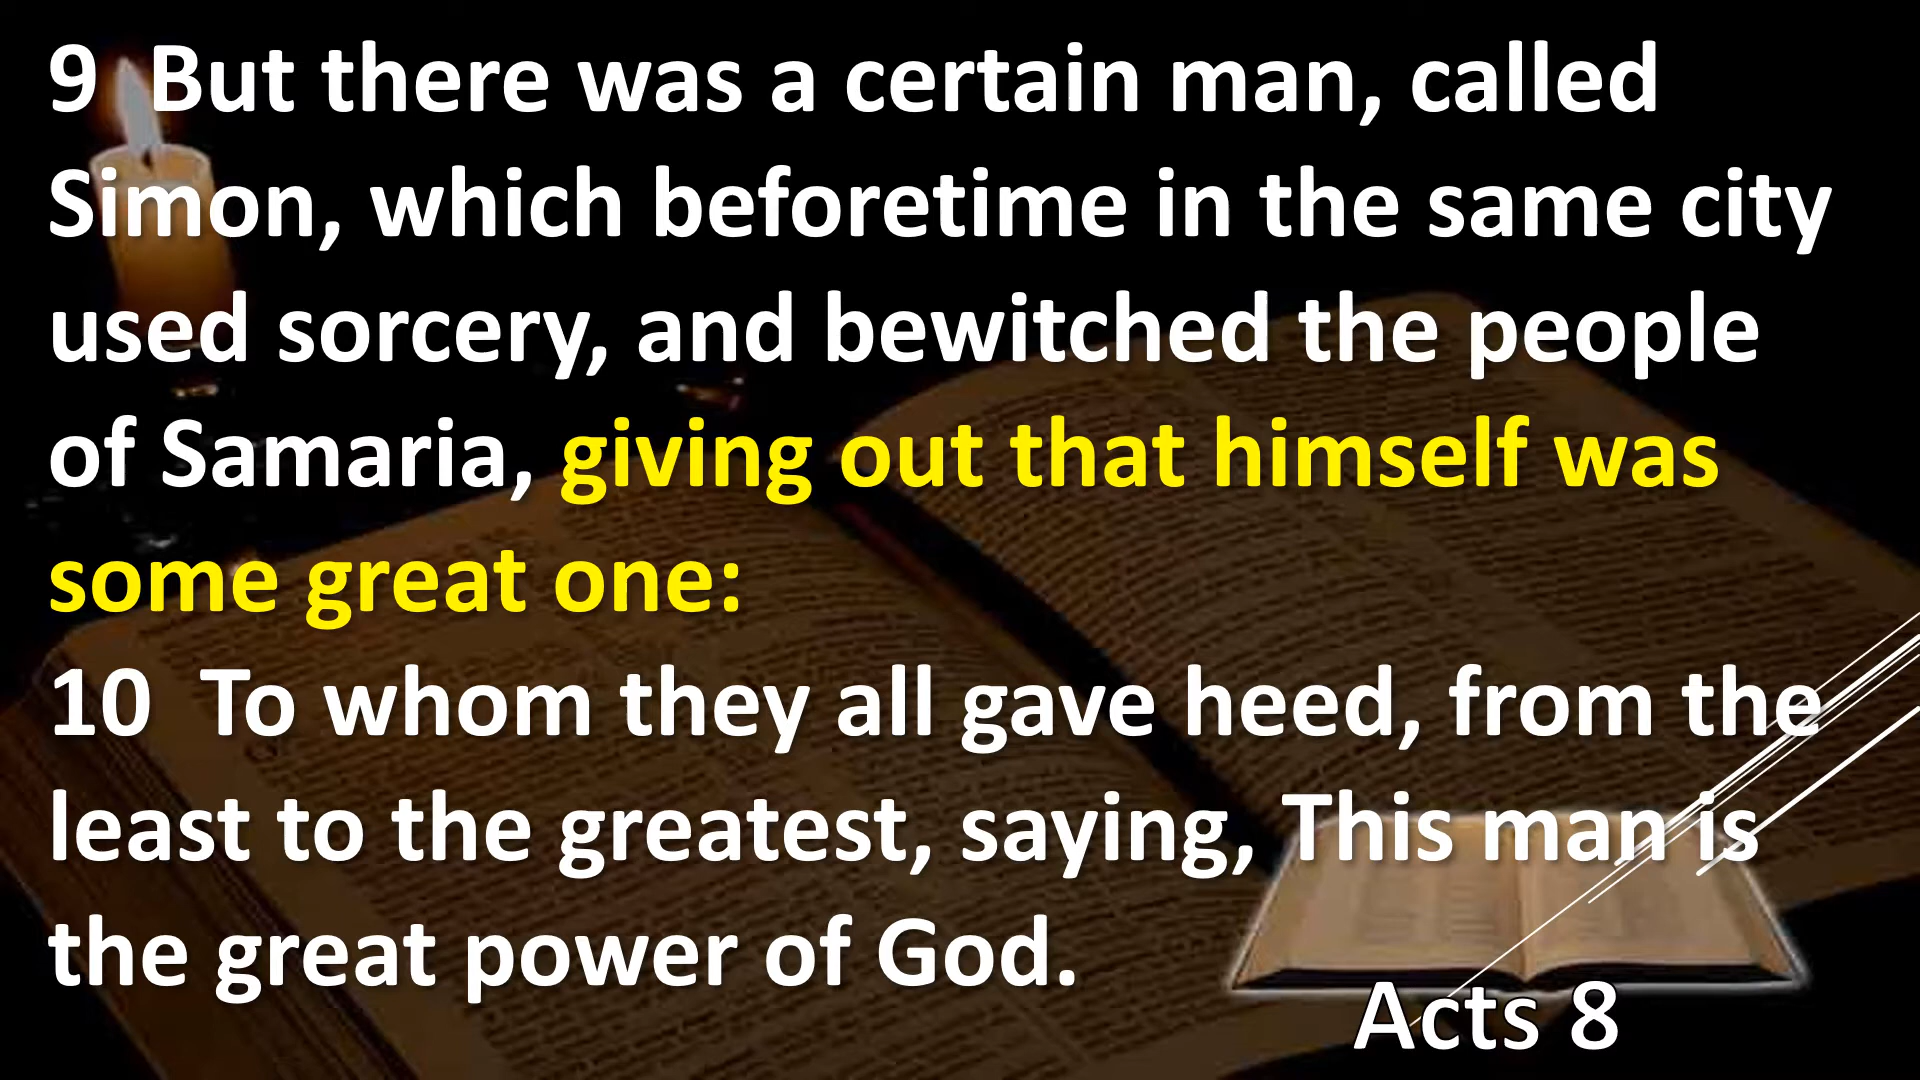 9  But there was a certain man, called
Simon, which beforetime in the same city
used sorcery, and bewitched the people
of Samaria, giving out that himself was
some great one:
10  To whom they all gave heed, from the
least to the greatest, saying, This man is
the great power of God.
Acts 8